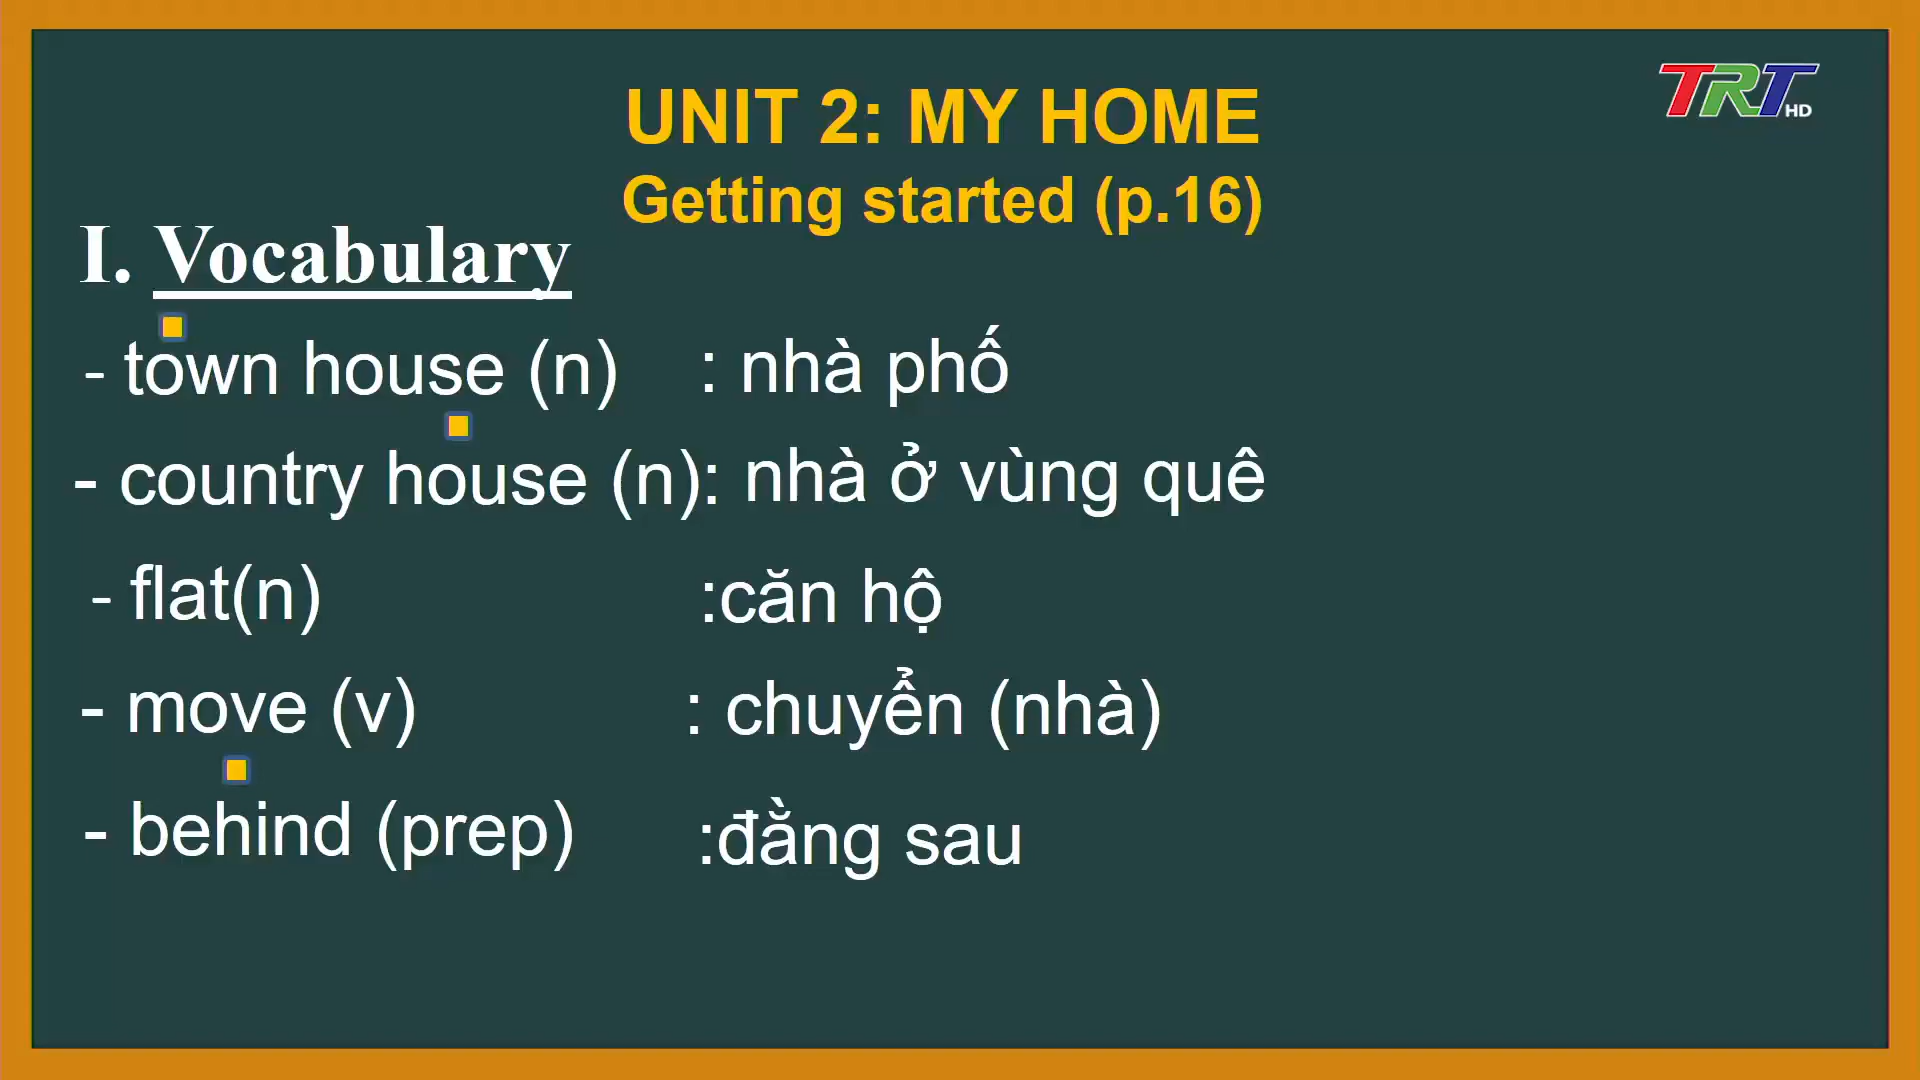 TRT HD
UNIT 2: MY HOME
Getting started (p.16)
I. Vocabulary
- town house (n) : nhà phố
- country house (n): nhà ở vùng quê
- flat(n) :căn hộ
- move (v) : chuyển (nhà)
- behind (prep) :đằng sau